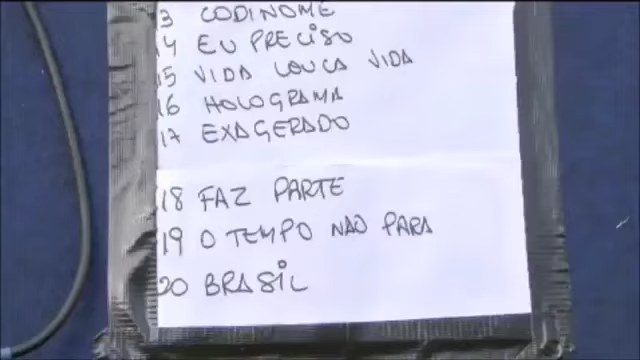 3 CODINOME
14 EU PRECISO
15 VIDA LOUCA VIDA
16 HOLOGRAMA
17 EXAGERADO
18 FAZ PARTE
19 O TEMPO NAO PARA
20 BRASIL